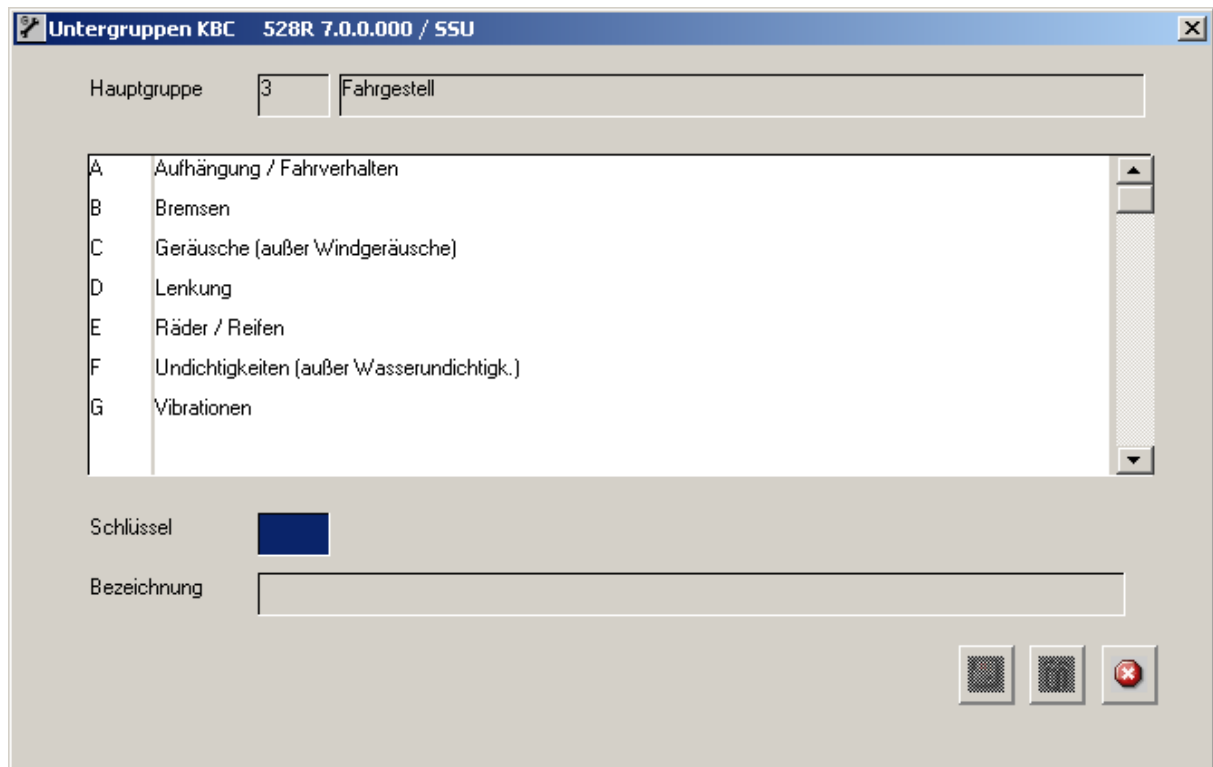 Untergruppen KBC 528R 7.0.0.000 / SSU
Hauptgruppe 3 Fahrgestell
A Aufhängung / Fahrverhalten
B Bremsen
C Geräusche (außer Windgeräusche)
D Lenkung
E Räder / Reifen
F Undichtigkeiten (außer Wasserundichtigk.)
G Vibrationen
Schlüssel
Bezeichnung